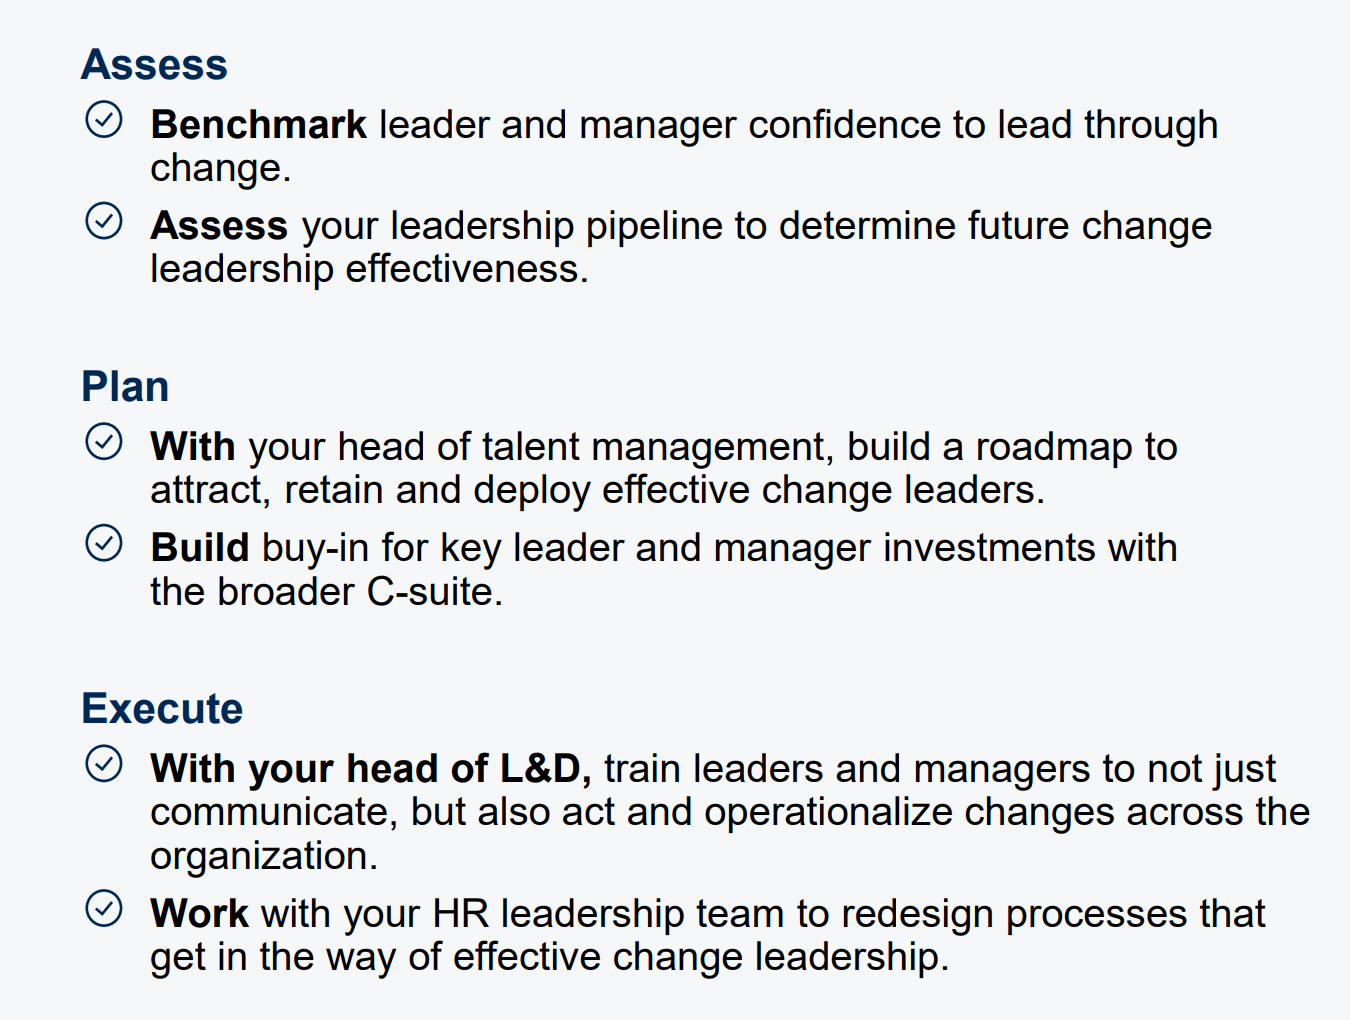 Assess
Benchmark leader and manager confidence to lead through
change.
Assess your leadership pipeline to determine future change
leadership effectiveness.
Plan
With your head of talent management, build a roadmap to
attract, retain and deploy effective change leaders.
Build buy-in for key leader and manager investments with
the broader C-suite.
Execute
With your head of L&D, train leaders and managers to not just
communicate, but also act and operationalize changes across the
organization.
Work with your HR leadership team to redesign processes that
get in the way of effective change leadership.